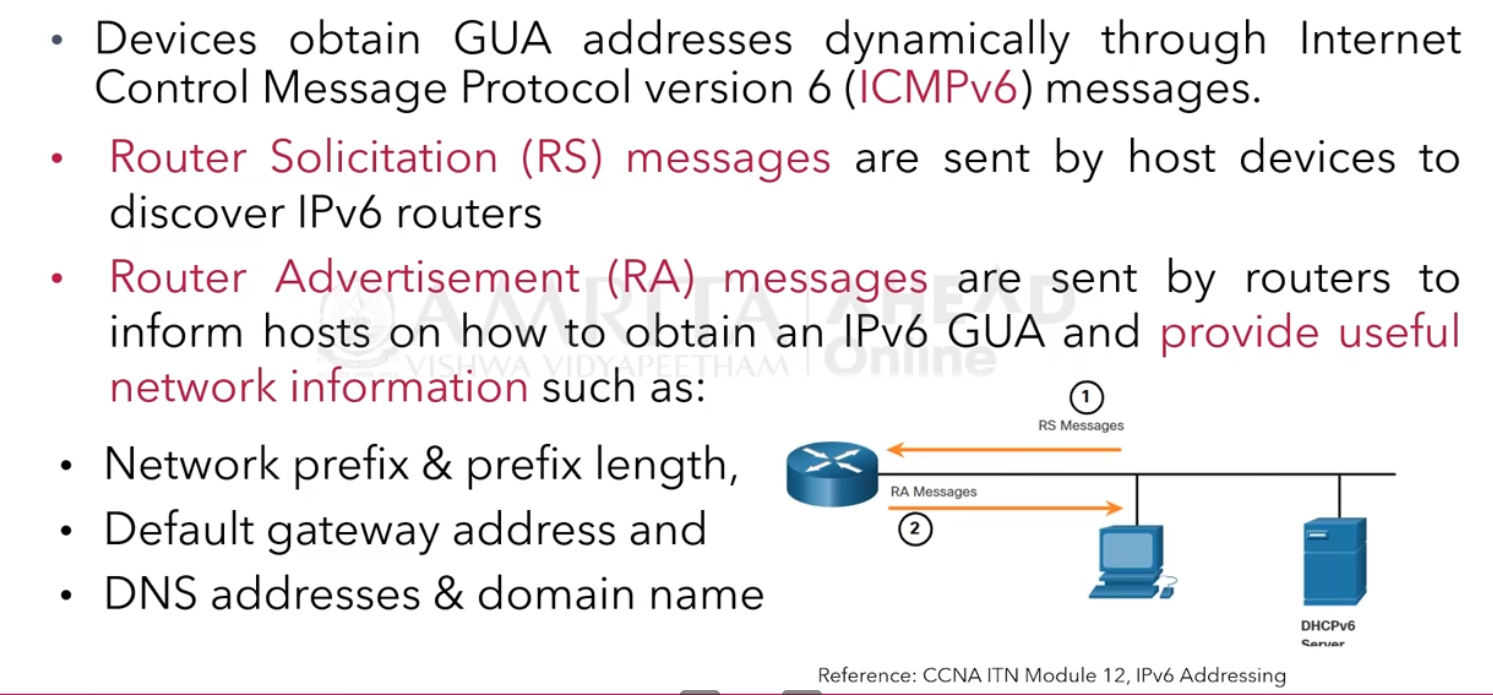 • Devices obtain GUA addresses dynamically through Internet
Control Message Protocol version 6 (ICMPv6) messages.
• Router Solicitation (RS) messages are sent by host devices to
discover IPv6 routers
• Router Advertisement (RA) messages are sent by routers to
inform hosts on how to obtain an IPv6 GUA and provide useful
network information such as:
AMRITA AHEAD
VISHWA VIDYAPEETHAM Online
• Network prefix & prefix length,
• Default gateway address and
• DNS addresses & domain name
1
RS Messages
RA Messages
2
DHCPv6
Server
Reference: CCNA ITN Module 12, IPv6 Addressing